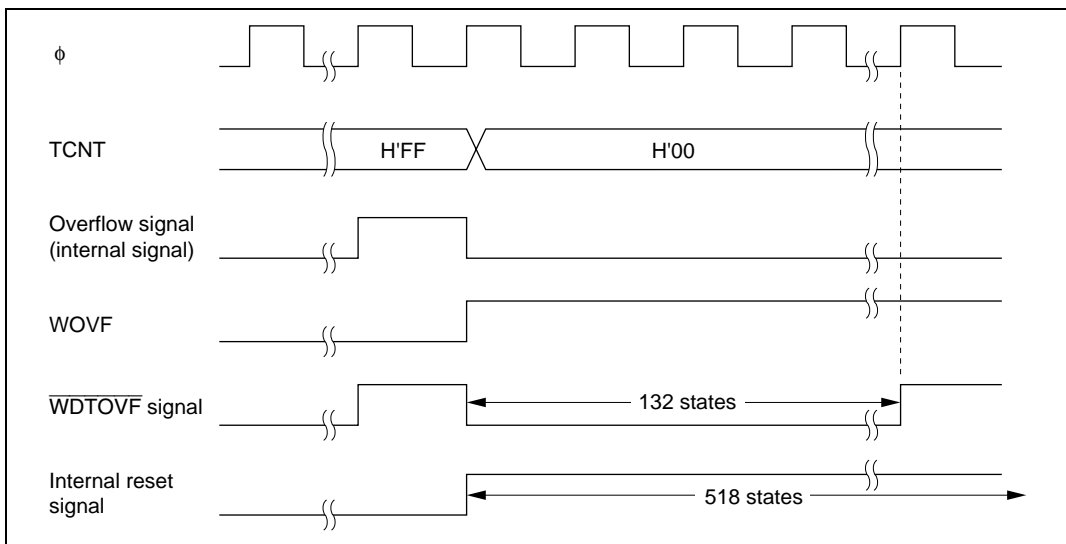 ϕ
TCNT
H'FF
H'00
Overflow signal
(internal signal)
WOVF
WDTOVF signal
132 states
Internal reset
signal
518 states